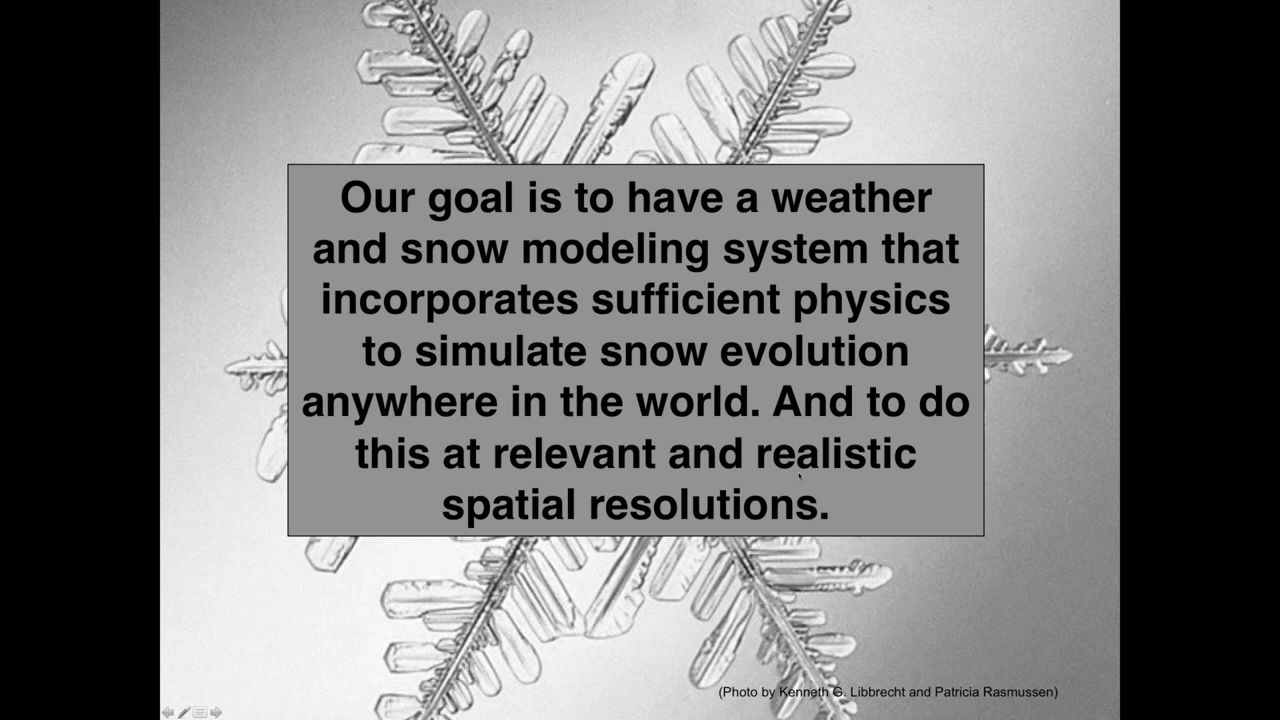 Our goal is to have a weather
and snow modeling system that
incorporates sufficient physics
to simulate snow evolution
anywhere in the world. And to do
this at relevant and realistic
spatial resolutions.
(Photo by Kenneth G. Libbrecht and Patricia Rasmussen)